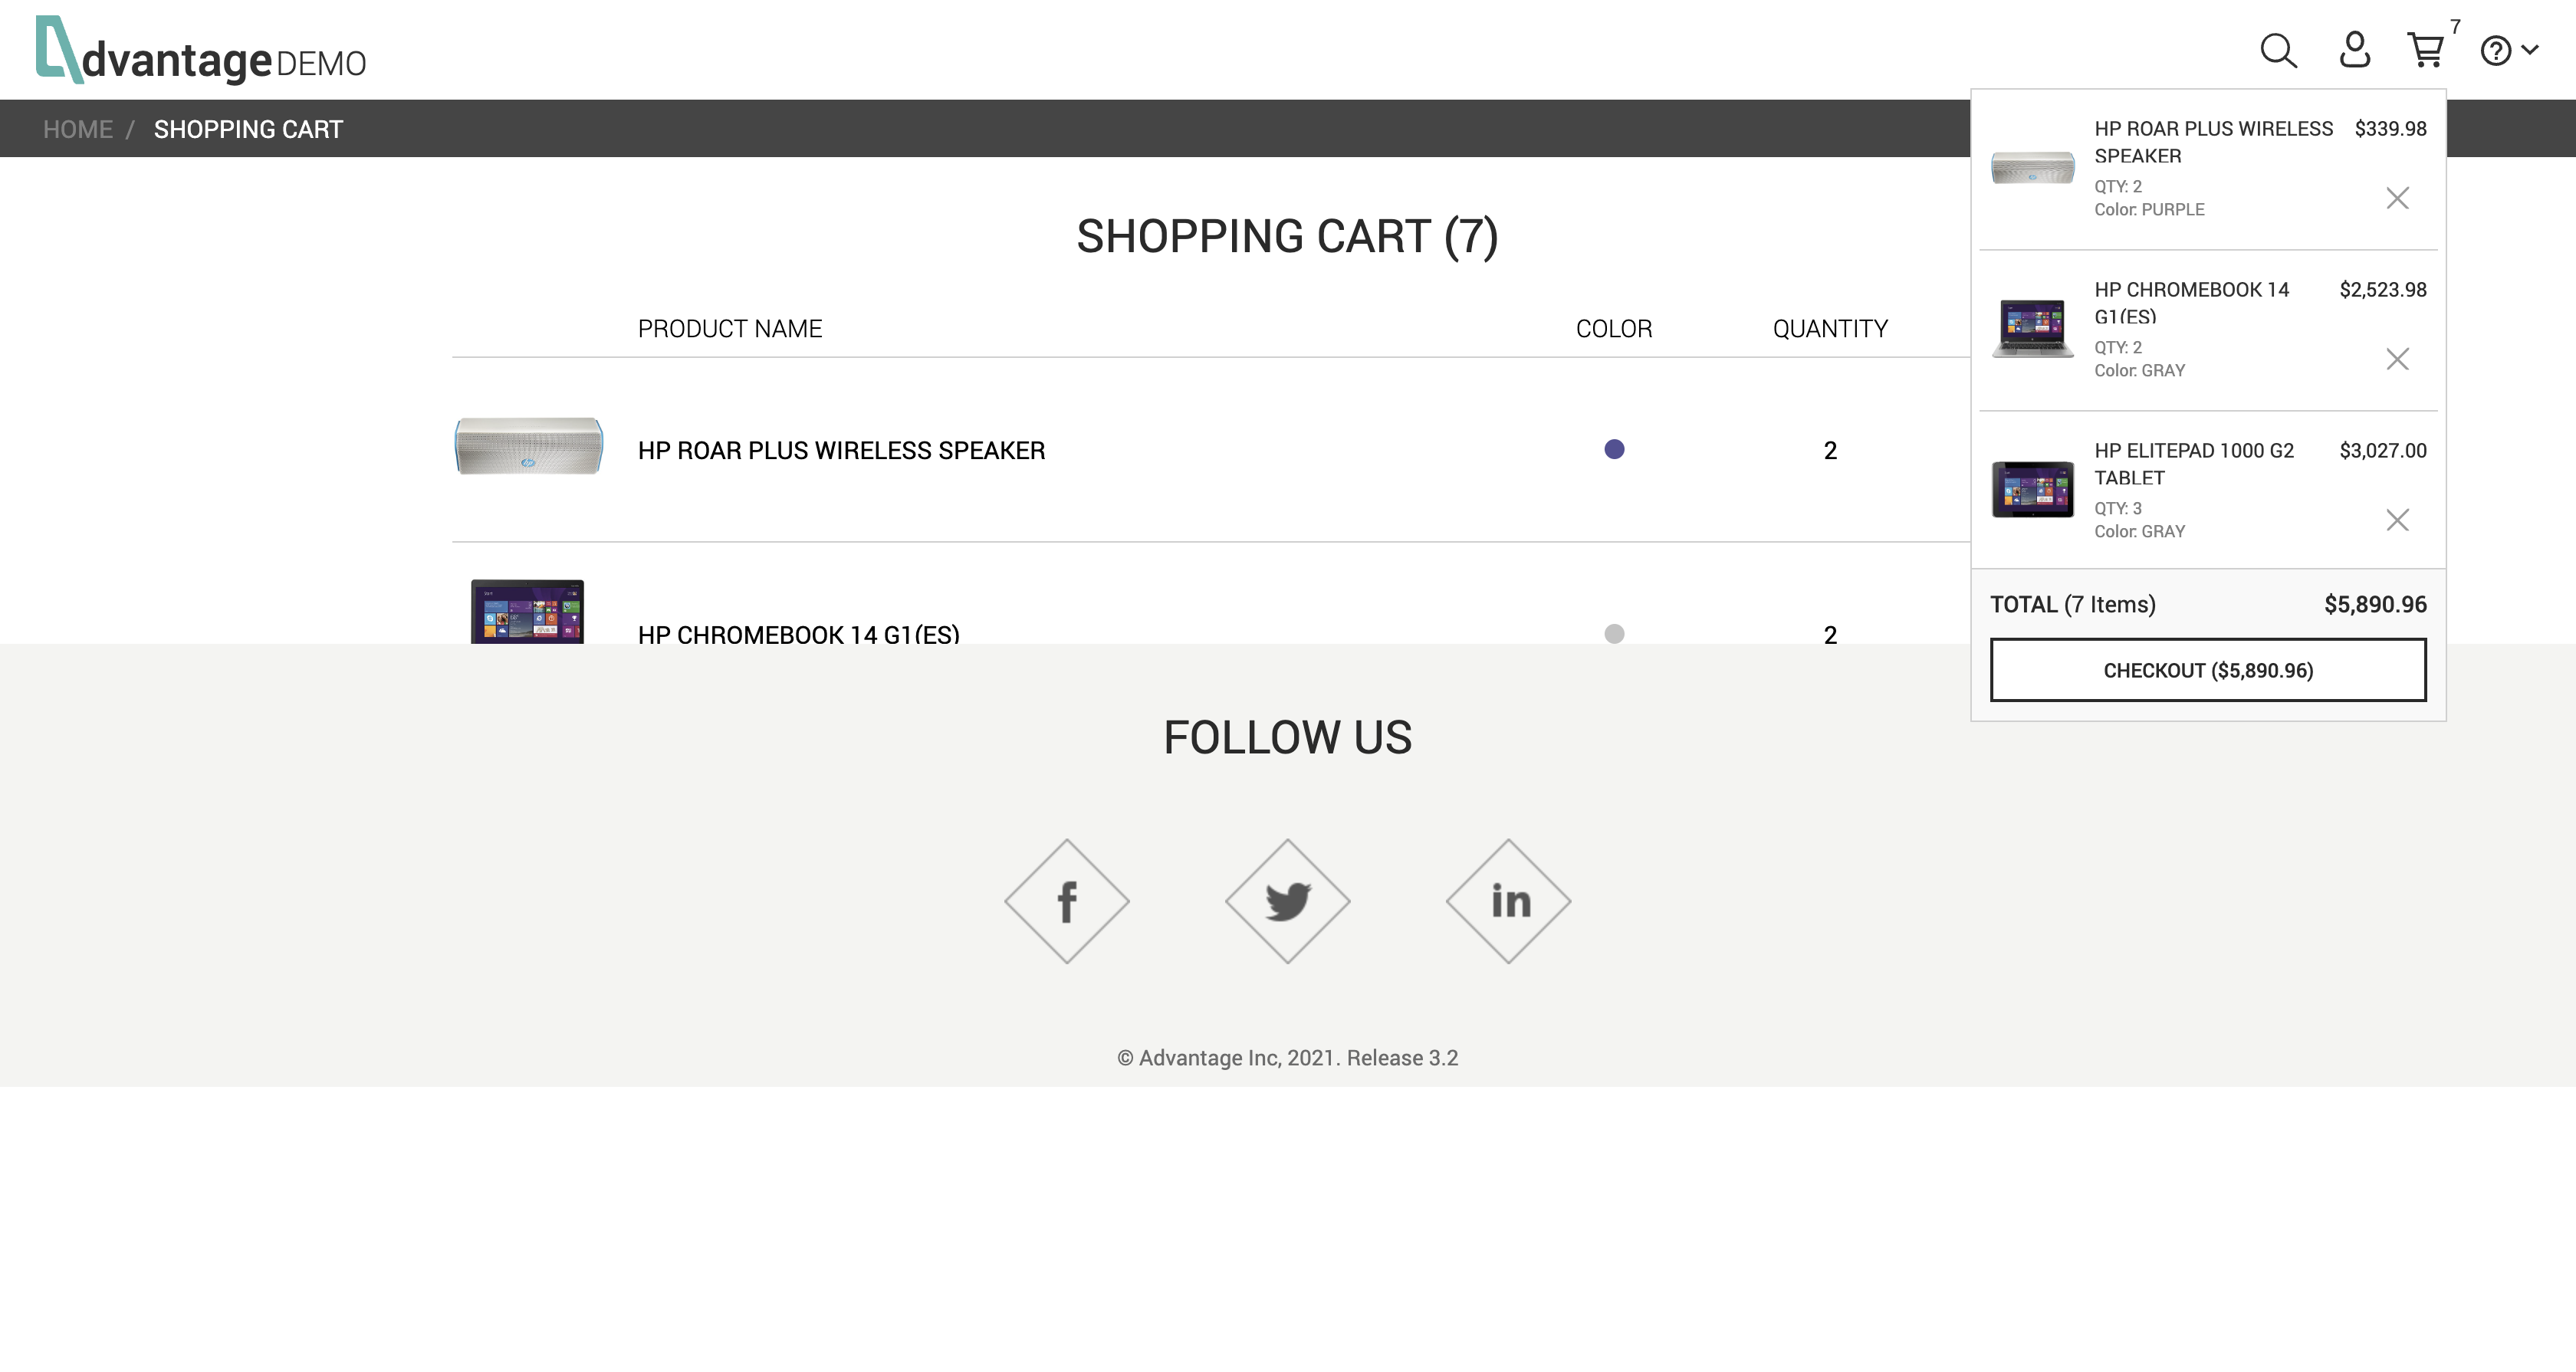 dvantage DEMO
7
HOME / SHOPPING CART
SHOPPING CART (7)
PRODUCT NAME COLOR QUANTITY
HP ROAR PLUS WIRELESS SPEAKER 2
HP CHROMEBOOK 14 G1(ES) 2
HP ROAR PLUS WIRELESS $339.98
SPEAKER
QTY: 2
Color: PURPLE
HP CHROMEBOOK 14 $2,523.98
G1(ES)
QTY: 2
Color: GRAY
HP ELITEPAD 1000 G2 $3,027.00
TABLET
QTY: 3
Color: GRAY
TOTAL (7 Items) $5,890.96
CHECKOUT ($5,890.96)
FOLLOW US
f
in
© Advantage Inc, 2021. Release 3.2